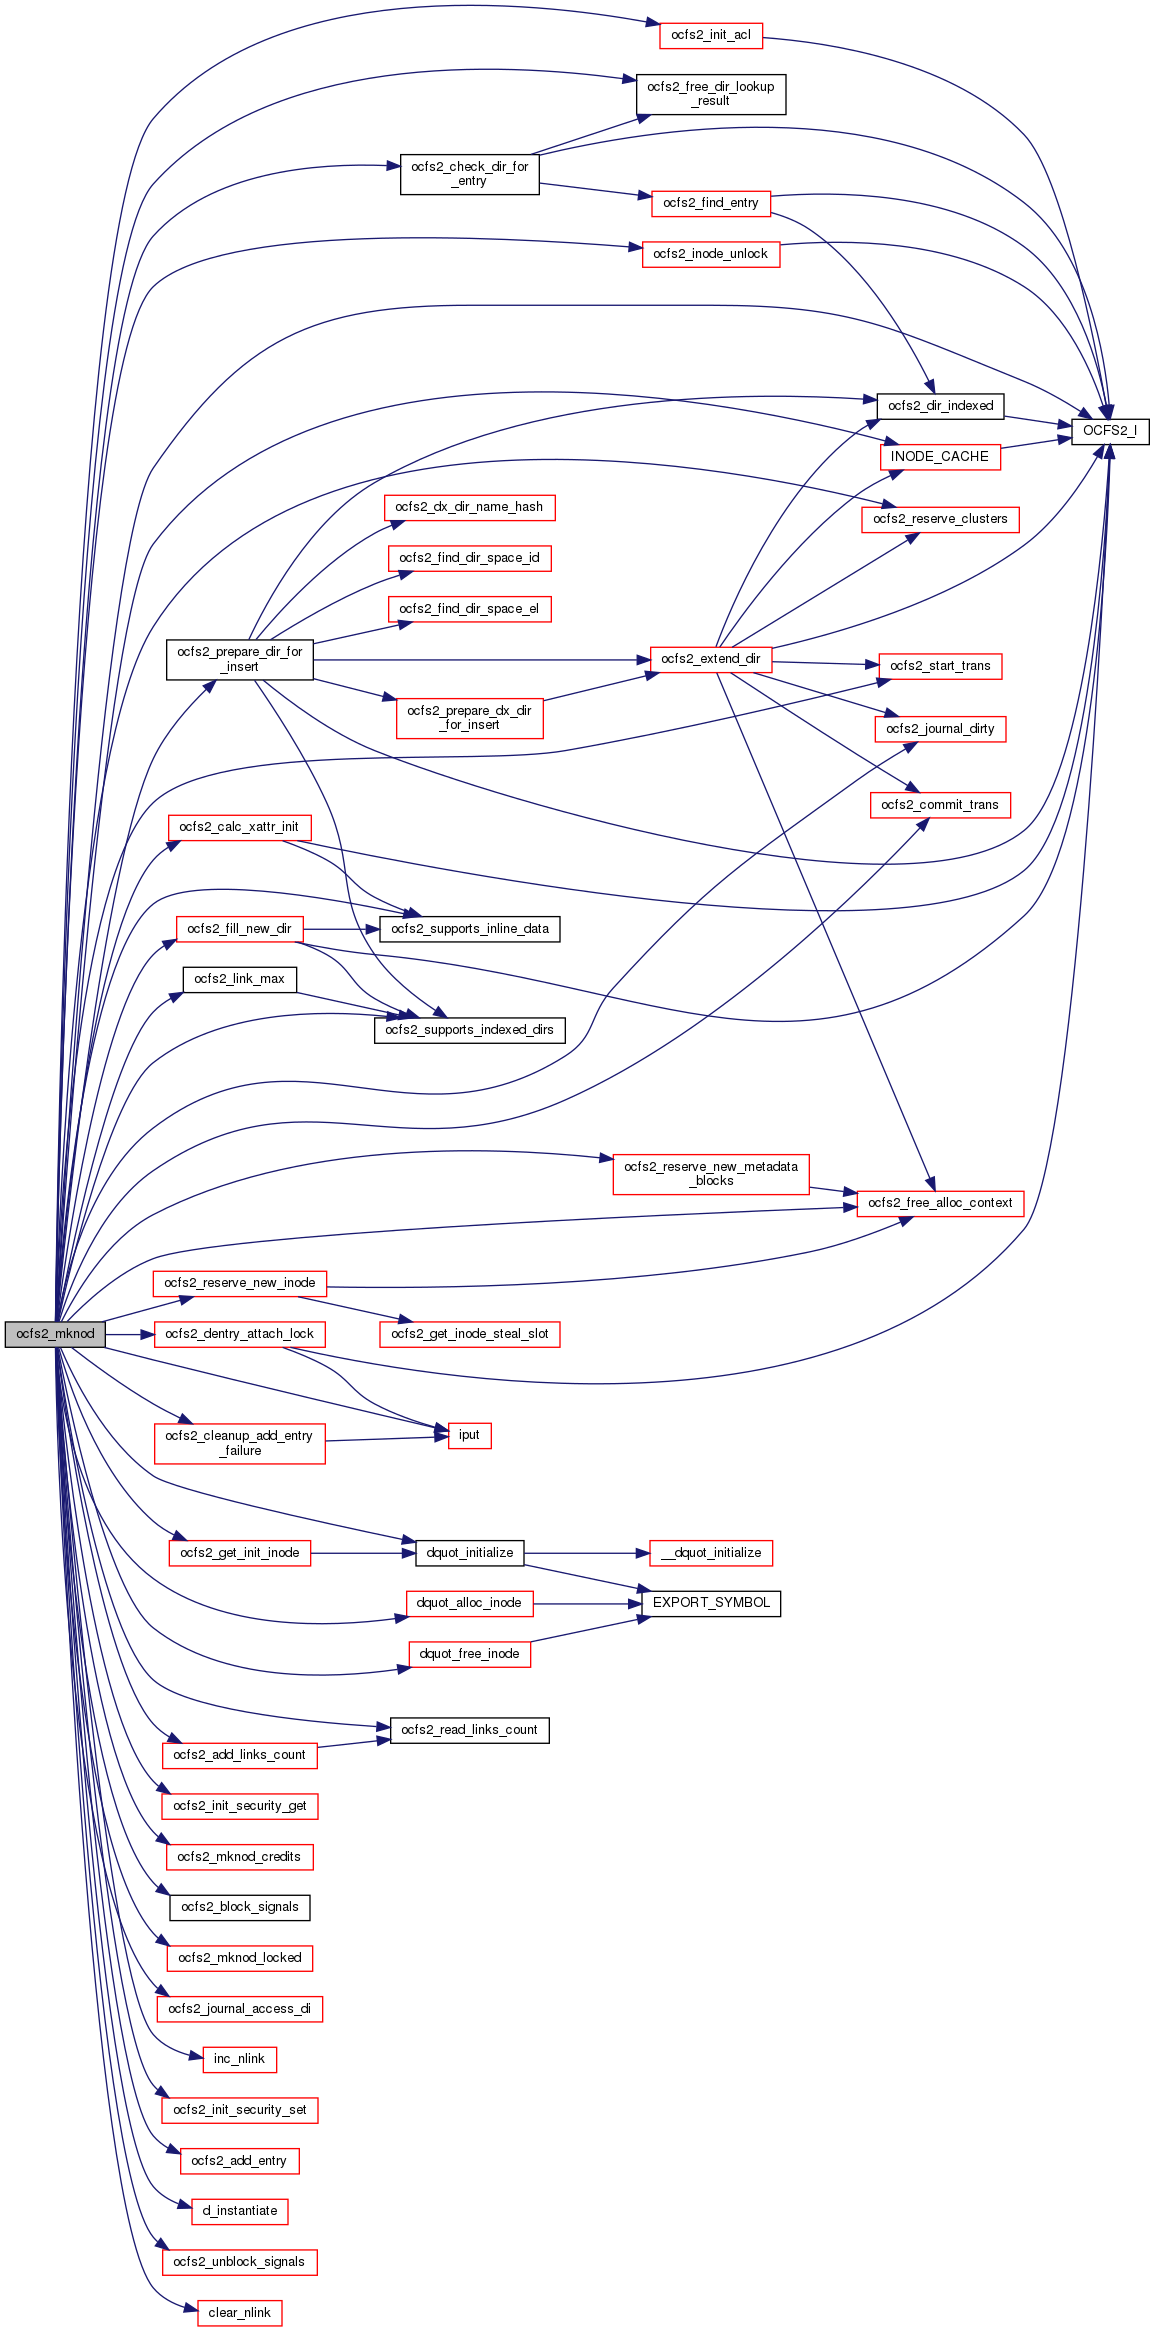 ocfs2_init_acl
ocfs2_free_dir_lookup
_result
ocfs2_check_dir_for
_entry
ocfs2_find_entry
ocfs2_inode_unlock
ocfs2_dir_indexed
OCFS2_I
INODE_CACHE
ocfs2_dx_dir_name_hash
ocfs2_reserve_clusters
ocfs2_find_dir_space_id
ocfs2_find_dir_space_el
ocfs2_prepare_dir_for
_insert
ocfs2_extend_dir
ocfs2_start_trans
ocfs2_prepare_dx_dir
_for_insert
ocfs2_journal_dirty
ocfs2_commit_trans
ocfs2_calc_xattr_init
ocfs2_fill_new_dir
ocfs2_supports_inline_data
ocfs2_link_max
ocfs2_supports_indexed_dirs
ocfs2_reserve_new_metadata
_blocks
ocfs2_free_alloc_context
ocfs2_reserve_new_inode
ocfs2_mknod
ocfs2_dentry_attach_lock
ocfs2_get_inode_steal_slot
ocfs2_cleanup_add_entry
_failure
iput
ocfs2_get_init_inode
dquot_initialize
__dquot_initialize
dquot_alloc_inode
EXPORT_SYMBOL
dquot_free_inode
ocfs2_read_links_count
ocfs2_add_links_count
ocfs2_init_security_get
ocfs2_mknod_credits
ocfs2_block_signals
ocfs2_mknod_locked
ocfs2_journal_access_di
inc_nlink
ocfs2_init_security_set
ocfs2_add_entry
d_instantiate
ocfs2_unblock_signals
clear_nlink